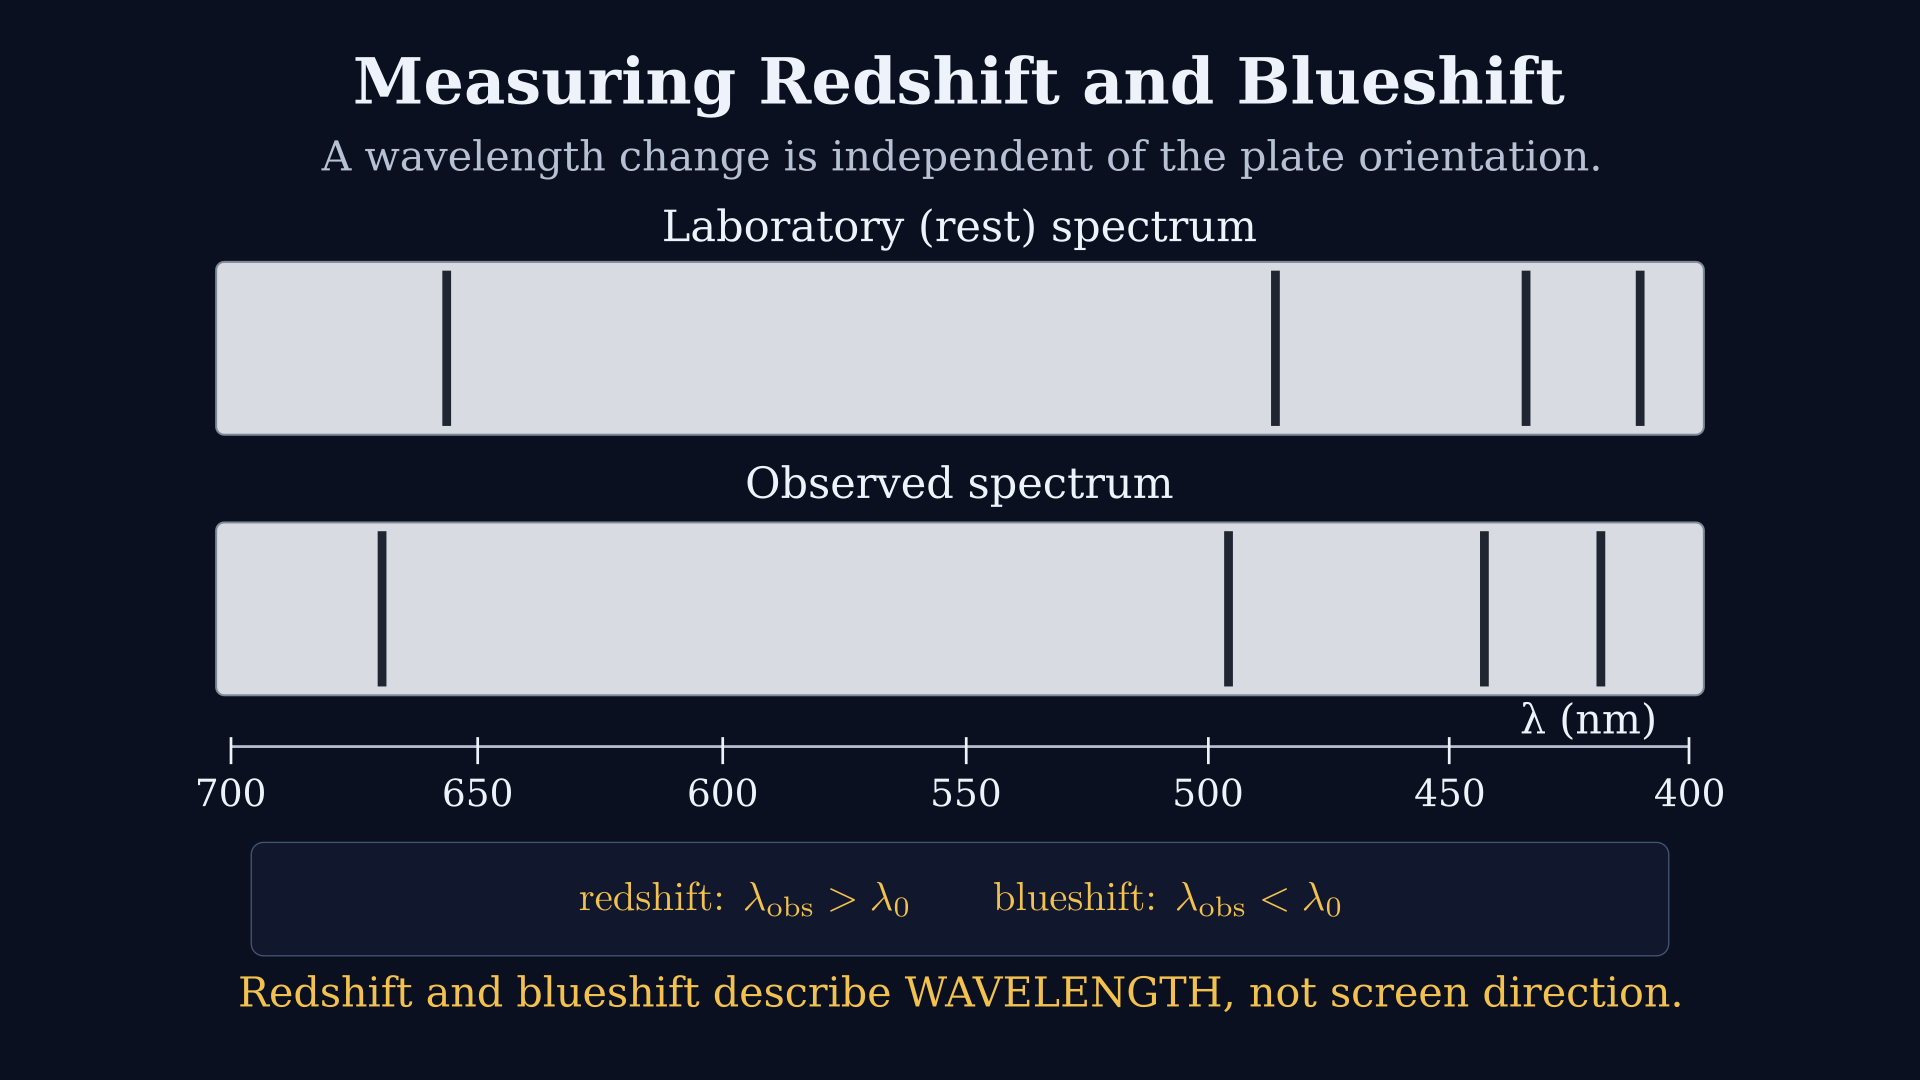 Measuring Redshift and Blueshift
A wavelength change is independent of the plate orientation.
Laboratory (rest) spectrum
Observed spectrum
λ (nm)
700 650 600 550 500 450 400
redshift: λobs > λ0 blueshift: λobs < λ0
Redshift and blueshift describe WAVELENGTH, not screen direction.